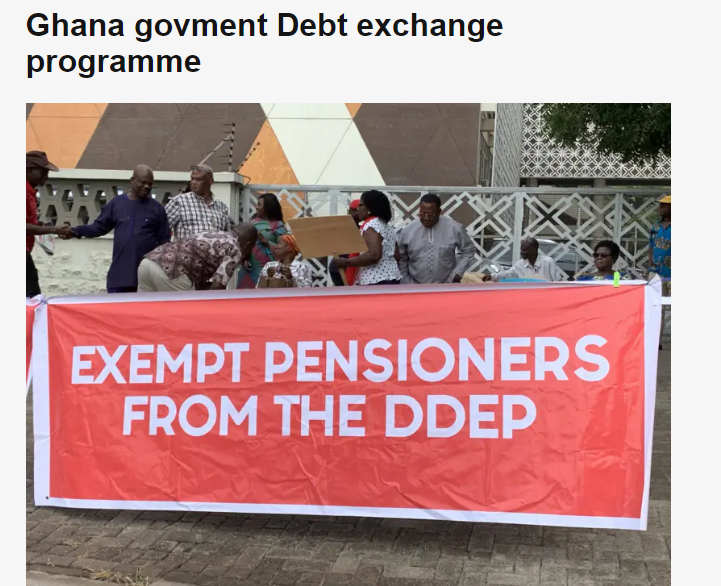 Ghana govment Debt exchange
programme
EXEMPT PENSIONERS
FROM THE DDEP